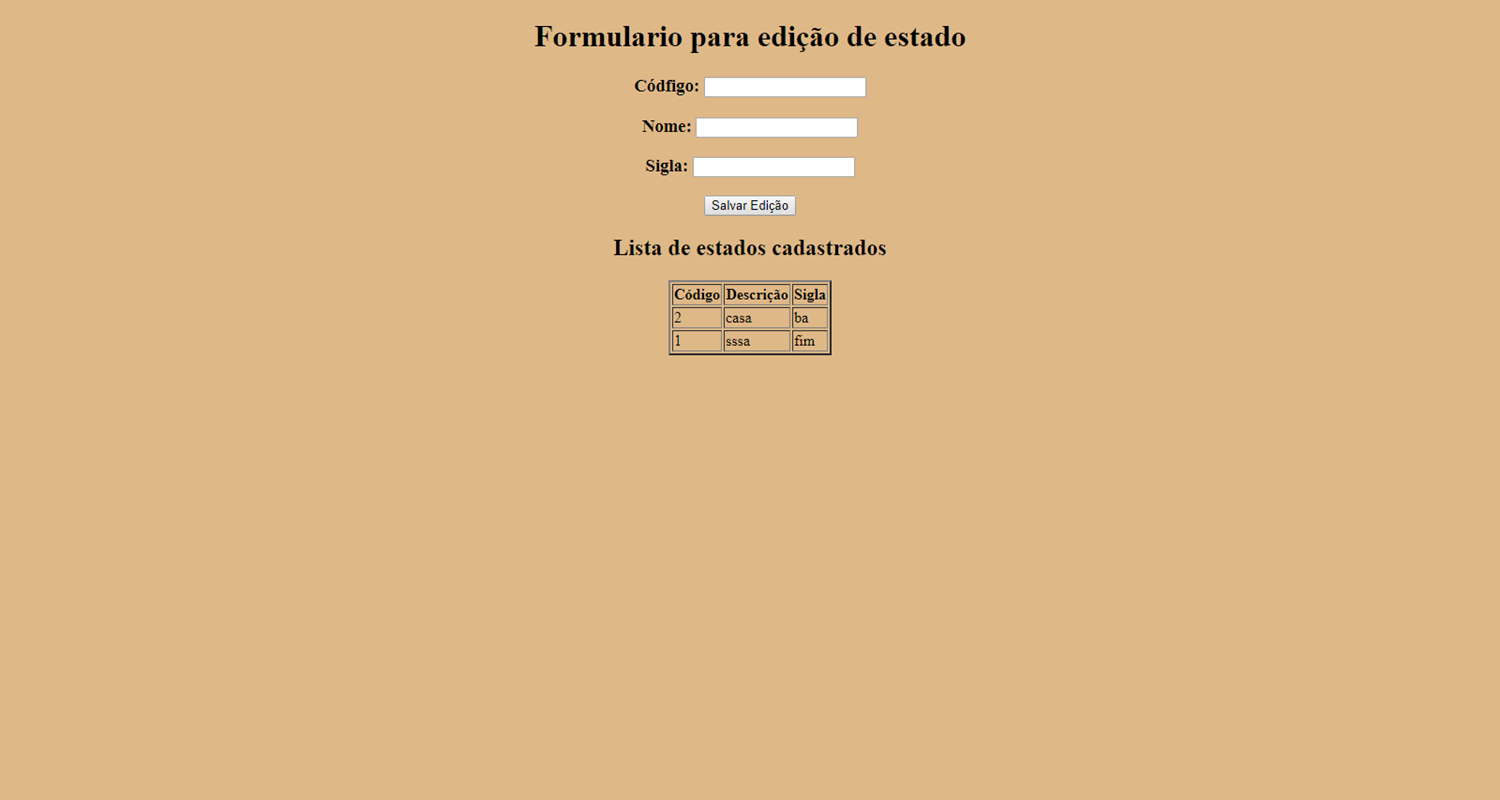 Formulario para edição de estado
Códfigo:
Nome:
Sigla:
Salvar Edição
Lista de estados cadastrados
Código Descrição Sigla
2 casa ba
1 sssa fim